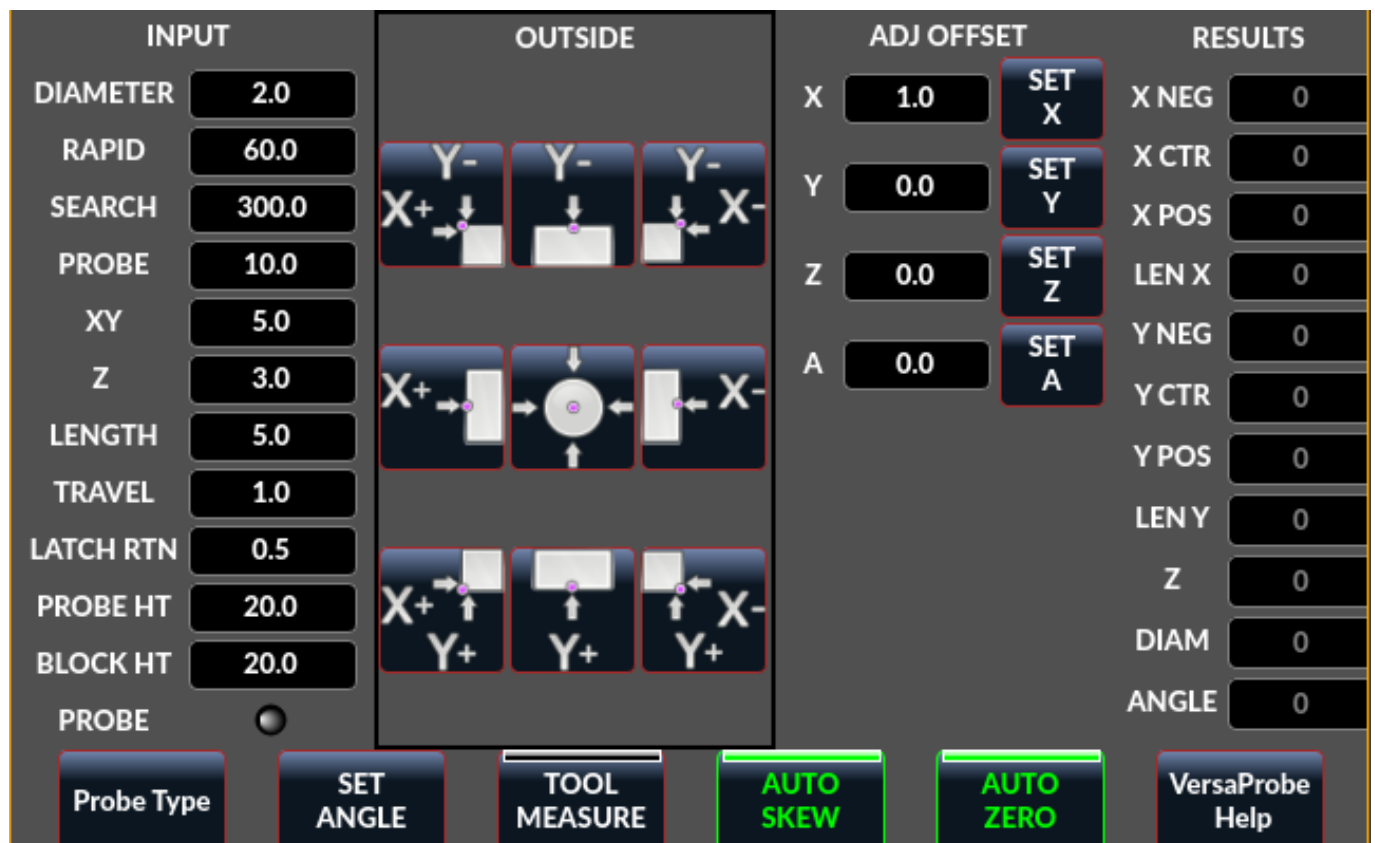 INPUT
DIAMETER 2.0
RAPID 60.0
SEARCH 300.0
PROBE 10.0
XY 5.0
Z 3.0
LENGTH 5.0
TRAVEL 1.0
LATCH RTN 0.5
PROBE HT 20.0
BLOCK HT 20.0
PROBE
OUTSIDE
Y- Y- Y-
X+ X-
X+ X-
X+ X-
Y+ Y+ Y+
ADJ OFFSET
X 1.0 SET
X
Y 0.0 SET
Y
Z 0.0 SET
Z
A 0.0 SET
A
RESULTS
X NEG 0
X CTR 0
X POS 0
LEN X 0
Y NEG 0
Y CTR 0
Y POS 0
LEN Y 0
Z 0
DIAM 0
ANGLE 0
Probe Type
SET
ANGLE
TOOL
MEASURE
AUTO
SKEW
AUTO
ZERO
VersaProbe
Help